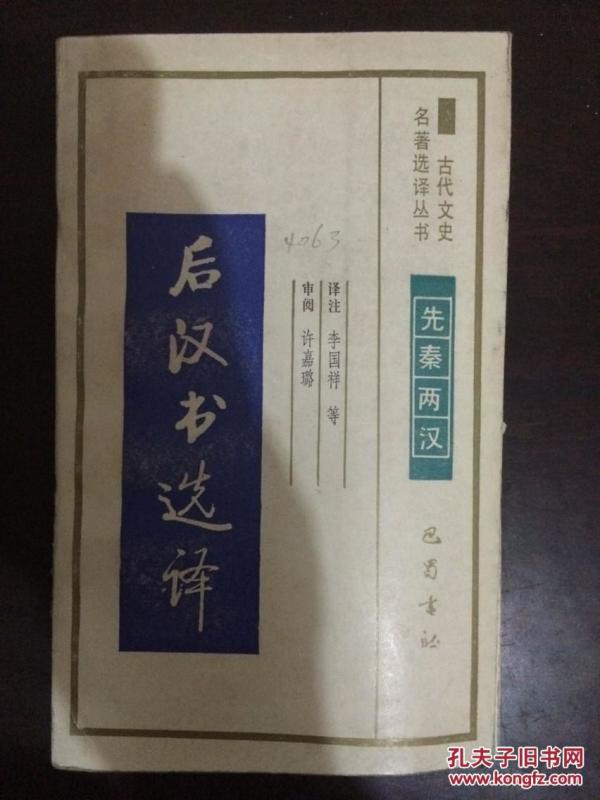 古代文史
名著选译丛书
先秦两汉
巴蜀书社
译注 李国祥 等
审阅 许嘉璐
4063
后汉书选译
孔夫子旧书网
www.kongfz.com